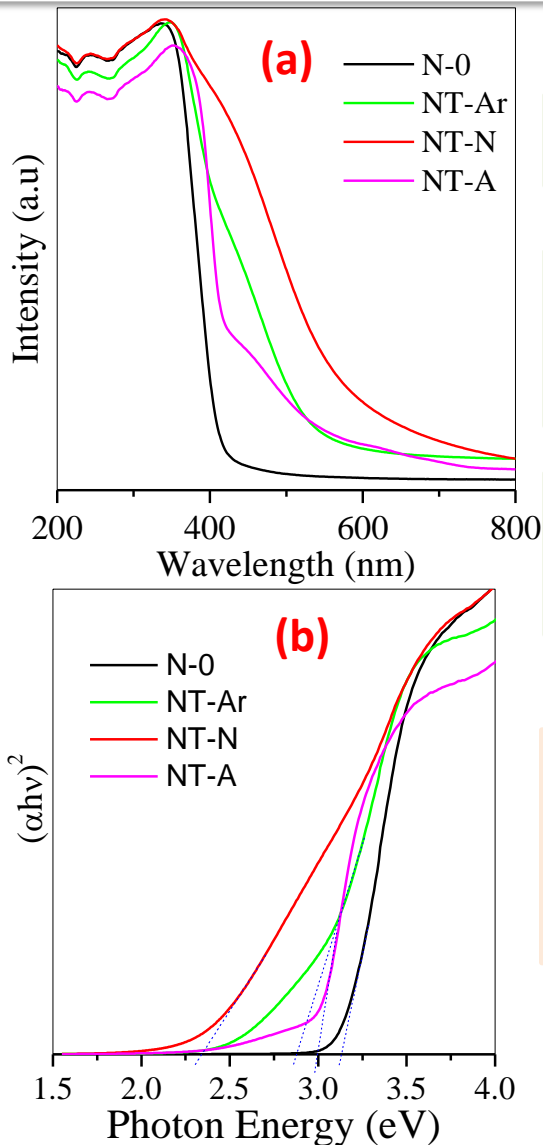 (a)
N-0
NT-Ar
NT-N
NT-A
Intensity (a.u)
200 400 600 800
Wavelength (nm)
(b)
N-0
NT-Ar
NT-N
NT-A
(αhν)²
1.5 2.0 2.5 3.0 3.5 4.0
Photon Energy (eV)